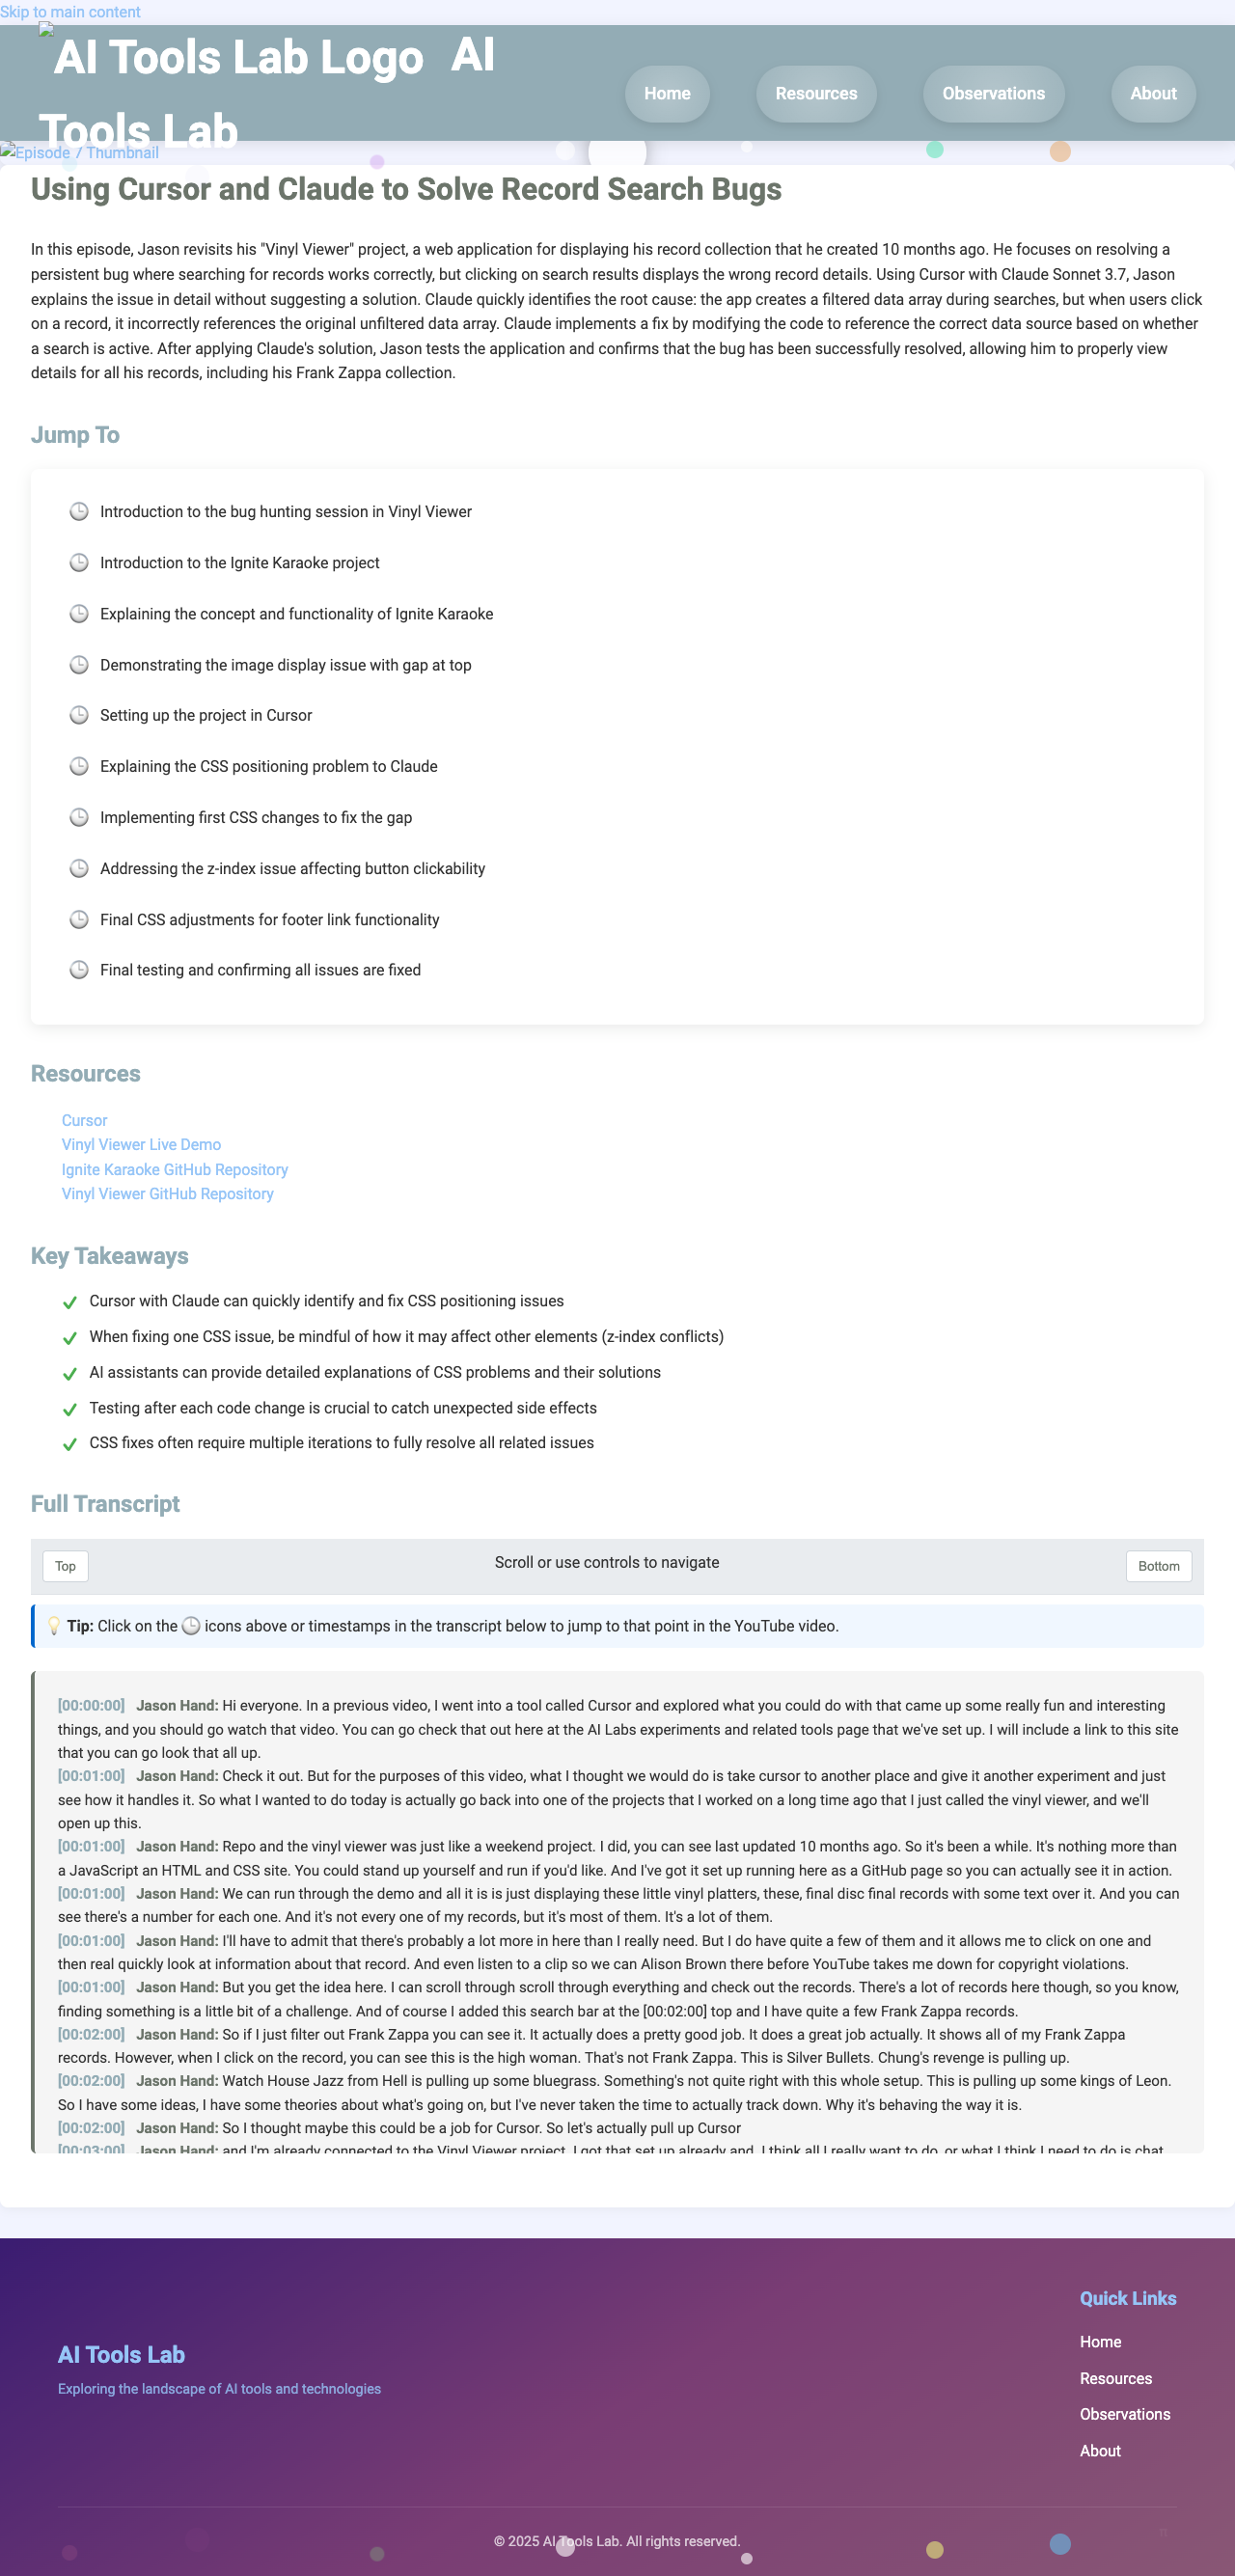 Skip to main content
AI Tools Lab Logo AI
Tools Lab
Home
Resources
Observations
About
Episode 7 Thumbnail
Using Cursor and Claude to Solve Record Search Bugs
In this episode, Jason revisits his "Vinyl Viewer" project, a web application for displaying his record collection that he created 10 months ago. He focuses on resolving a
persistent bug where searching for records works correctly, but clicking on search results displays the wrong record details. Using Cursor with Claude Sonnet 3.7, Jason
explains the issue in detail without suggesting a solution. Claude quickly identifies the root cause: the app creates a filtered data array during searches, but when users click
on a record, it incorrectly references the original unfiltered data array. Claude implements a fix by modifying the code to reference the correct data source based on whether
a search is active. After applying Claude's solution, Jason tests the application and confirms that the bug has been successfully resolved, allowing him to properly view
details for all his records, including his Frank Zappa collection.
Jump To
Introduction to the bug hunting session in Vinyl Viewer
Introduction to the Ignite Karaoke project
Explaining the concept and functionality of Ignite Karaoke
Demonstrating the image display issue with gap at top
Setting up the project in Cursor
Explaining the CSS positioning problem to Claude
Implementing first CSS changes to fix the gap
Addressing the z-index issue affecting button clickability
Final CSS adjustments for footer link functionality
Final testing and confirming all issues are fixed
Resources
Cursor
Vinyl Viewer Live Demo
Ignite Karaoke GitHub Repository
Vinyl Viewer GitHub Repository
Key Takeaways
Cursor with Claude can quickly identify and fix CSS positioning issues
When fixing one CSS issue, be mindful of how it may affect other elements (z-index conflicts)
AI assistants can provide detailed explanations of CSS problems and their solutions
Testing after each code change is crucial to catch unexpected side effects
CSS fixes often require multiple iterations to fully resolve all related issues
Full Transcript
Top
Scroll or use controls to navigate
Bottom
Tip: Click on the 🕒 icons above or timestamps in the transcript below to jump to that point in the YouTube video.
[00:00:00] Jason Hand: Hi everyone. In a previous video, I went into a tool called Cursor and explored what you could do with that came up some really fun and interesting
things, and you should go watch that video. You can go check that out here at the AI Labs experiments and related tools page that we've set up. I will include a link to this site
that you can go look that all up.
[00:01:00] Jason Hand: Check it out. But for the purposes of this video, what I thought we would do is take cursor to another place and give it another experiment and just
see how it handles it. So what I wanted to do today is actually go back into one of the projects that I worked on a long time ago that I just called the vinyl viewer, and we'll
open up this.
[00:01:00] Jason Hand: Repo and the vinyl viewer was just like a weekend project. I did, you can see last updated 10 months ago. So it's been a while. It's nothing more than
a JavaScript an HTML and CSS site. You could stand up yourself and run if you'd like. And I've got it set up running here as a GitHub page so you can actually see it in action.
[00:01:00] Jason Hand: We can run through the demo and all it is is just displaying these little vinyl platters, these, final disc final records with some text over it. And you can
see there's a number for each one. And it's not every one of my records, but it's most of them. It's a lot of them.
[00:01:00] Jason Hand: I'll have to admit that there's probably a lot more in here than I really need. But I do have quite a few of them and it allows me to click on one and
then real quickly look at information about that record. And even listen to a clip so we can Alison Brown there before YouTube takes me down for copyright violations.
[00:01:00] Jason Hand: But you get the idea here. I can scroll through scroll through everything and check out the records. There's a lot of records here though, so you know,
finding something is a little bit of a challenge. And of course I added this search bar at the [00:02:00] top and I have quite a few Frank Zappa records.
[00:02:00] Jason Hand: So if I just filter out Frank Zappa you can see it. It actually does a pretty good job. It does a great job actually. It shows all of my Frank Zappa
records. However, when I click on the record, you can see this is the high woman. That's not Frank Zappa. This is Silver Bullets. Chung's revenge is pulling up.
[00:02:00] Jason Hand: Watch House Jazz from Hell is pulling up some bluegrass. Something's not quite right with this whole setup. This is pulling up some kings of Leon.
So I have some ideas, I have some theories about what's going on, but I've never taken the time to actually track down. Why it's behaving the way it is.
[00:02:00] Jason Hand: So I thought maybe this could be a job for Cursor. So let's actually pull up Cursor
[00:03:00] Jason Hand: and I'm already connected to the Vinyl Viewer project. I got that set up already and, I think all I really want to do, or what I think I need to do is chat
AI Tools Lab
Exploring the landscape of AI tools and technologies
Quick Links
Home
Resources
Observations
About
© 2025 AI Tools Lab. All rights reserved.